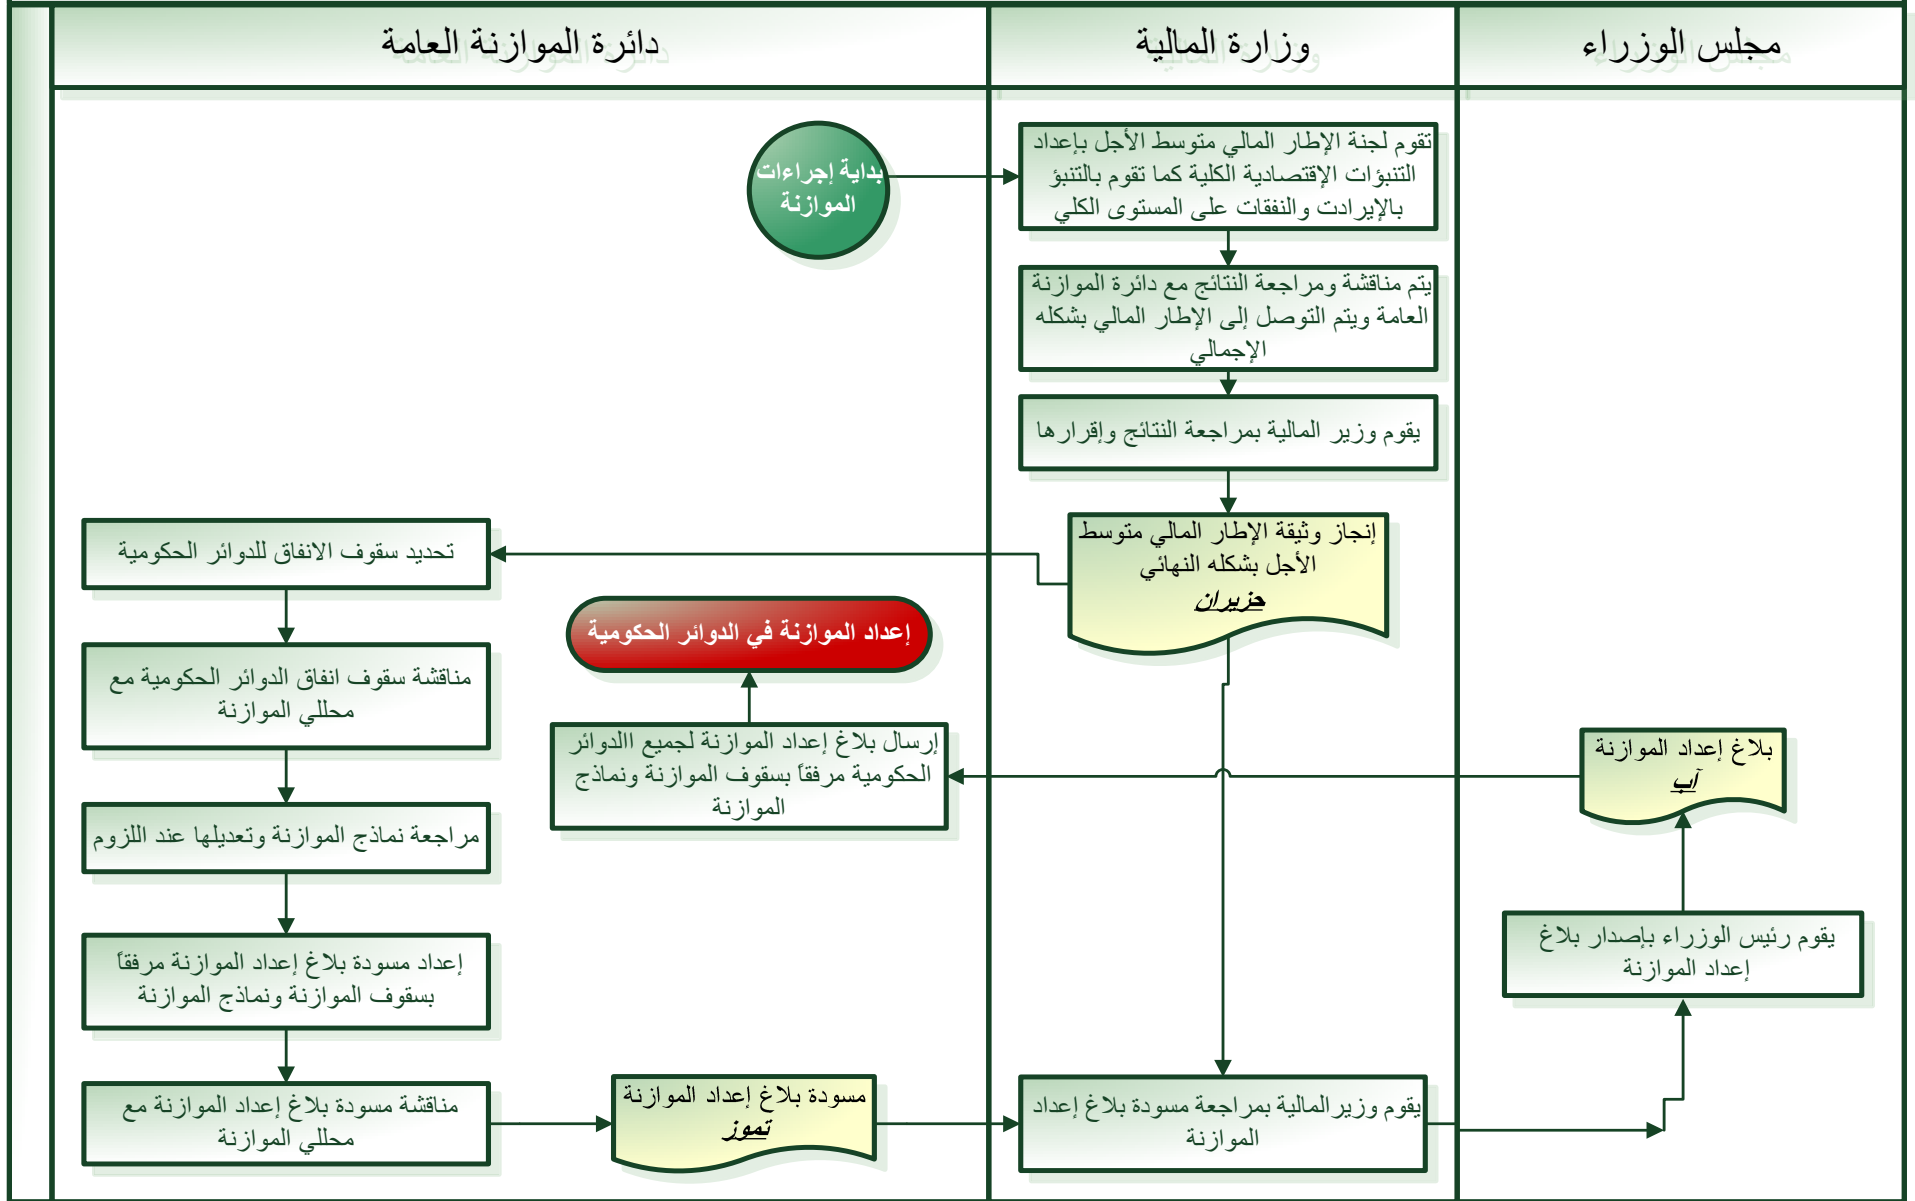 مجلس الوزراء
وزارة المالية
دائرة الموازنة العامة
بداية إجراءات
الموازنة
تقوم لجنة الإطار المالي متوسط الأجل بإعداد
التنبؤات الإقتصادية الكلية كما تقوم بالتنبؤ
بالإيرادت والنفقات على المستوى الكلي
يتم مناقشة ومراجعة النتائج مع دائرة الموازنة
العامة ويتم التوصل إلى الإطار المالي بشكله
الإجمالي
يقوم وزير المالية بمراجعة النتائج وإقرارها
إنجاز وثيقة الإطار المالي متوسط
الأجل بشكله النهائي
حزيران
تحديد سقوف الانفاق للدوائر الحكومية
مناقشة سقوف انفاق الدوائر الحكومية مع
محللي الموازنة
مراجعة نماذج الموازنة وتعديلها عند اللزوم
إعداد مسودة بلاغ إعداد الموازنة مرفقاً
بسقوف الموازنة ونماذج الموازنة
مناقشة مسودة بلاغ إعداد الموازنة مع
محللي الموازنة
مسودة بلاغ إعداد الموازنة
تموز
يقوم وزيرالمالية بمراجعة مسودة بلاغ إعداد
الموازنة
يقوم رئيس الوزراء بإصدار بلاغ
إعداد الموازنة
بلاغ إعداد الموازنة
آب
إرسال بلاغ إعداد الموازنة لجميع االدوائر
الحكومية مرفقاً بسقوف الموازنة ونماذج
الموازنة
إعداد الموازنة في الدوائر الحكومية